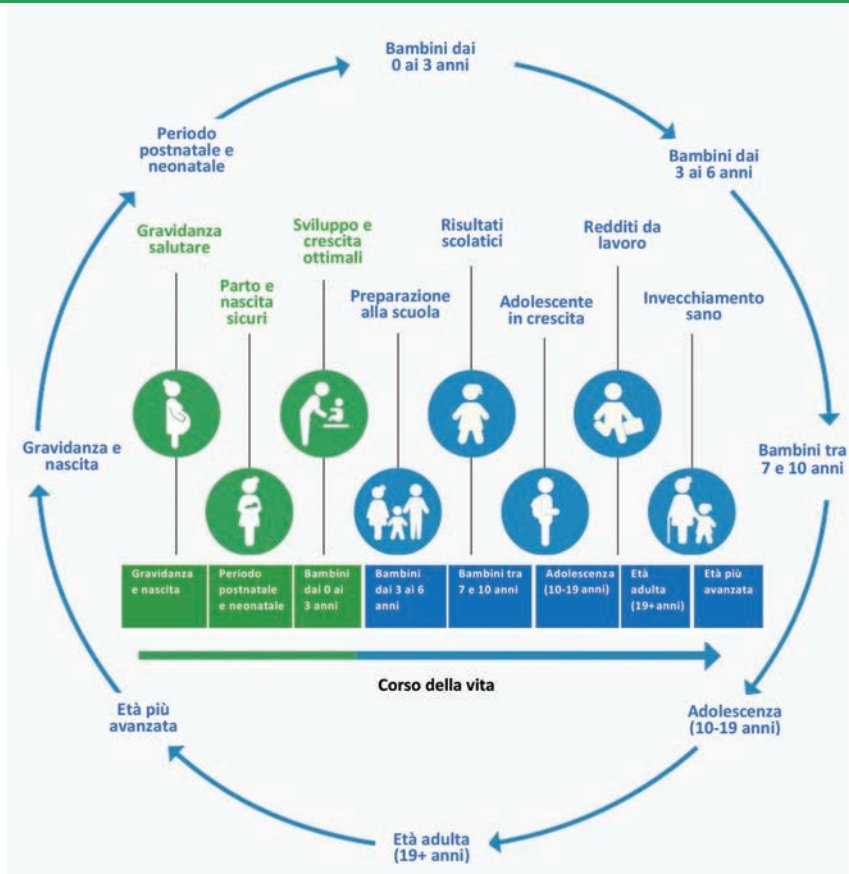 Bambini dai
0 ai 3 anni
Periodo
postnatale e
neonatale
Bambini dai
3 ai 6 anni
Gravidanza
salutare
Sviluppo e
crescita
ottimali
Risultati
scolatici
Redditi da
lavoro
Parto e
nascita
sicuri
Preparazione
alla scuola
Adolescente
in crescita
Invecchiamento
sano
Gravidanza e
nascita
Bambini tra
7 e 10 anni
Gravidanza
e nascita
Periodo
postnatale
e neonatale
Bambini
dai 0 ai
3 anni
Bambini
dai 3 ai 6
anni
Bambini tra
7 e 10 anni
Adolescenza
(10-19 anni)
Età
adulta
(19+ anni)
Età più
avanzata
Corso della vita
Età più
avanzata
Adolescenza
(10-19 anni)
Età adulta
(19+ anni)